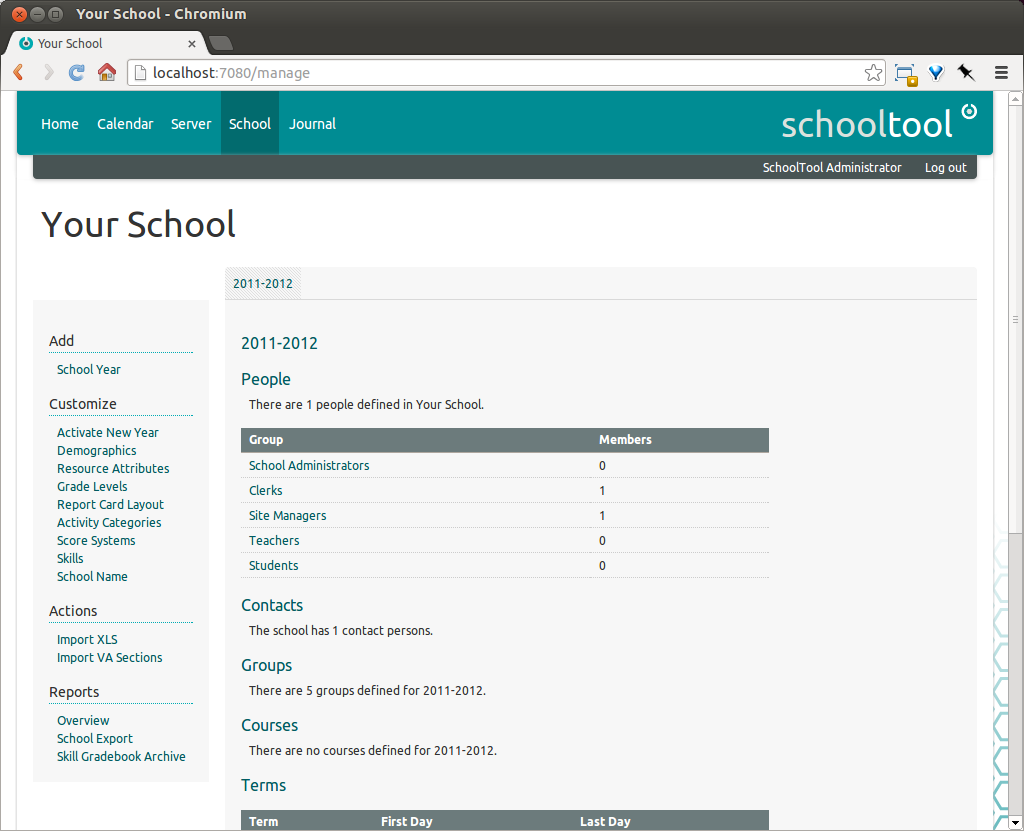 Your School - Chromium
Your School
localhost:7080/manage
Home Calendar Server School Journal
schooltool
SchoolTool Administrator Log out
Your School
2011-2012
Add
School Year
Customize
Activate New Year
Demographics
Resource Attributes
Grade Levels
Report Card Layout
Activity Categories
Score Systems
Skills
School Name
Actions
Import XLS
Import VA Sections
Reports
Overview
School Export
Skill Gradebook Archive
2011-2012
People
There are 1 people defined in Your School.
Group Members
School Administrators 0
Clerks 1
Site Managers 1
Teachers 0
Students 0
Contacts
The school has 1 contact persons.
Groups
There are 5 groups defined for 2011-2012.
Courses
There are no courses defined for 2011-2012.
Terms
Term First Day Last Day